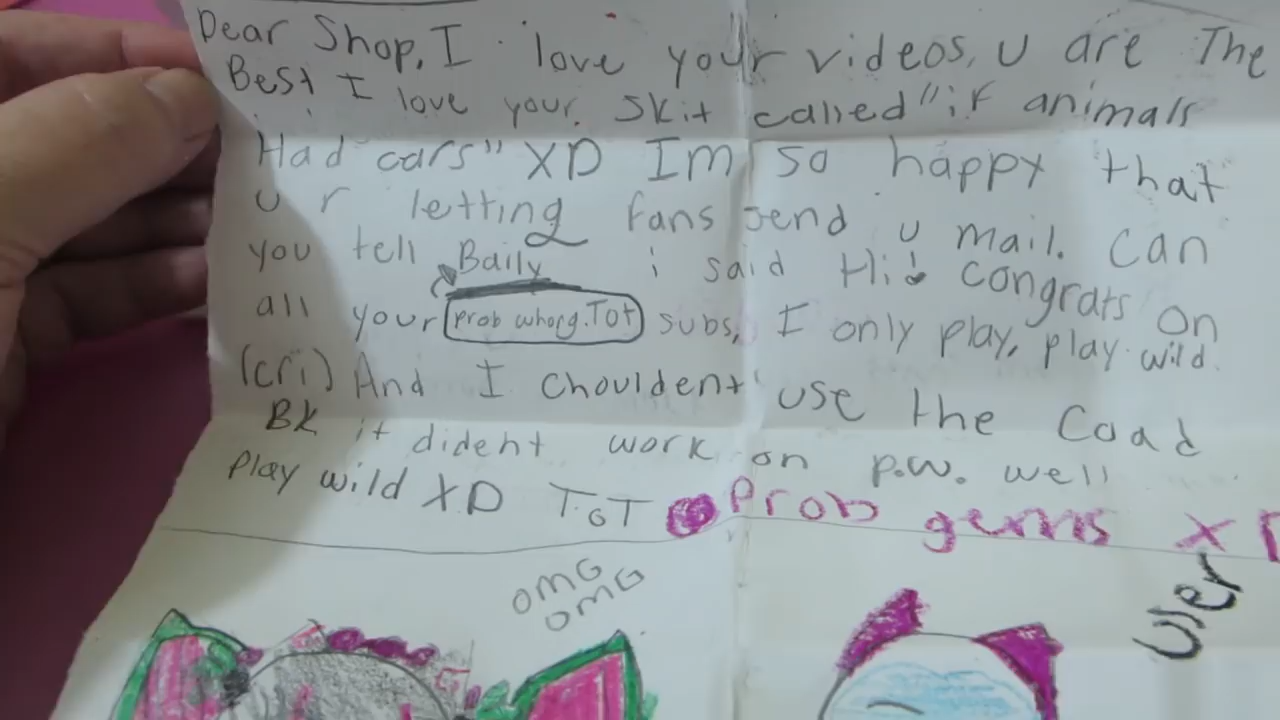 Dear Shop, I love your videos, u are The
Best I love your skit called "if animals
Had cars" XD Im so happy that
u r letting fans send u mail. Can
you tell Baily i said Hi! congrats on
all your prob whorg.ToT subs, I only play, play wild.
(cri) And I chouldent use the Coad
BK it dident work on p.w. well
Play wild XD ToT Prob gems X
OMG
OMG
User